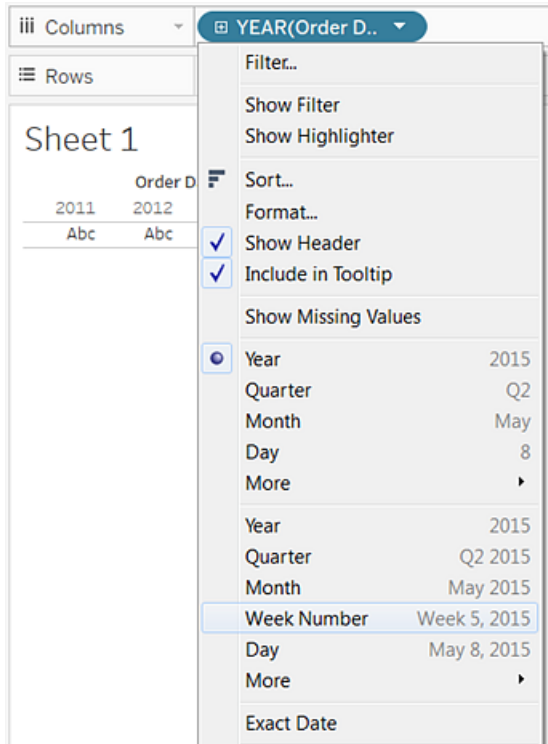 Columns YEAR(Order D..
Rows
Filter...
Show Filter
Show Highlighter
Sheet 1
Sort...
Order D
2011 2012
Format...
Abc Abc
Show Header
Include in Tooltip
Show Missing Values
Year 2015
Quarter Q2
Month May
Day 8
More
Year 2015
Quarter Q2 2015
Month May 2015
Week Number Week 5, 2015
Day May 8, 2015
More
Exact Date